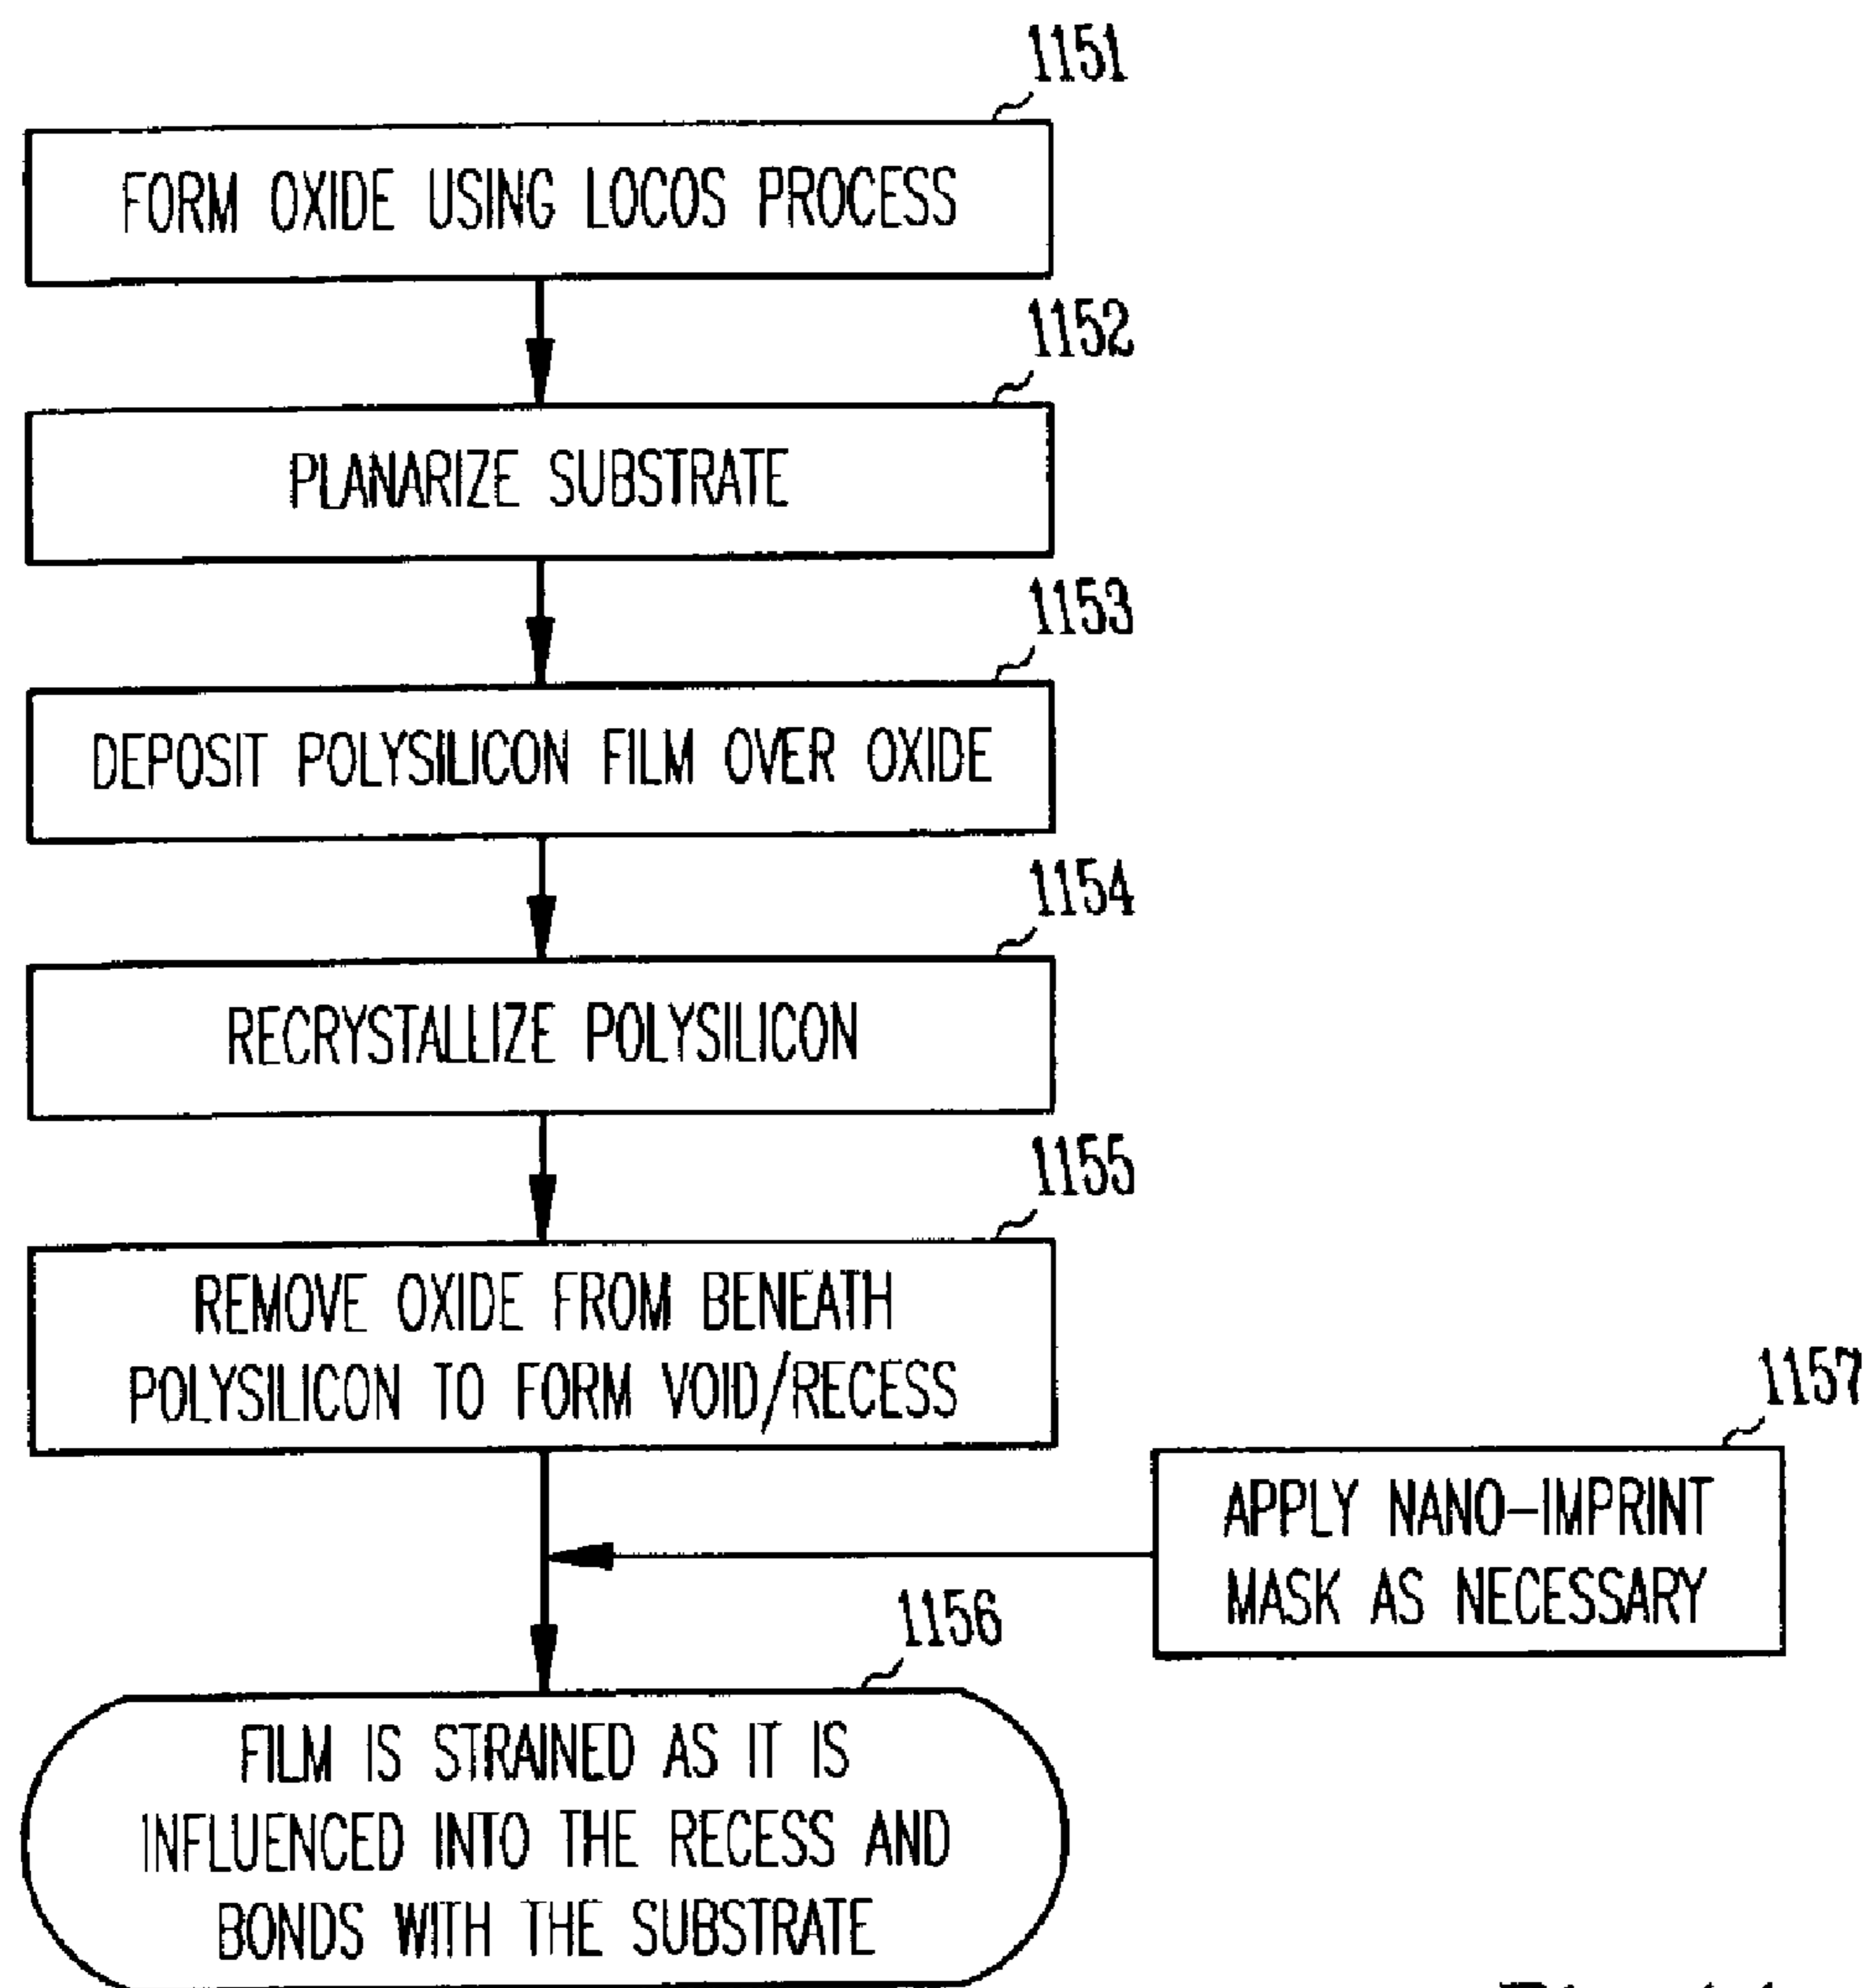 1151
FORM OXIDE USING LOCOS PROCESS
1152
PLANARIZE SUBSTRATE
1153
DEPOSIT POLYSILICON FILM OVER OXIDE
1154
RECRYSTALLIZE POLYSILICON
1155
REMOVE OXIDE FROM BENEATH
POLYSILICON TO FORM VOID/RECESS
1157
APPLY NANO-IMPRINT
MASK AS NECESSARY
1156
FILM IS STRAINED AS IT IS
INFLUENCED INTO THE RECESS AND
BONDS WITH THE SUBSTRATE